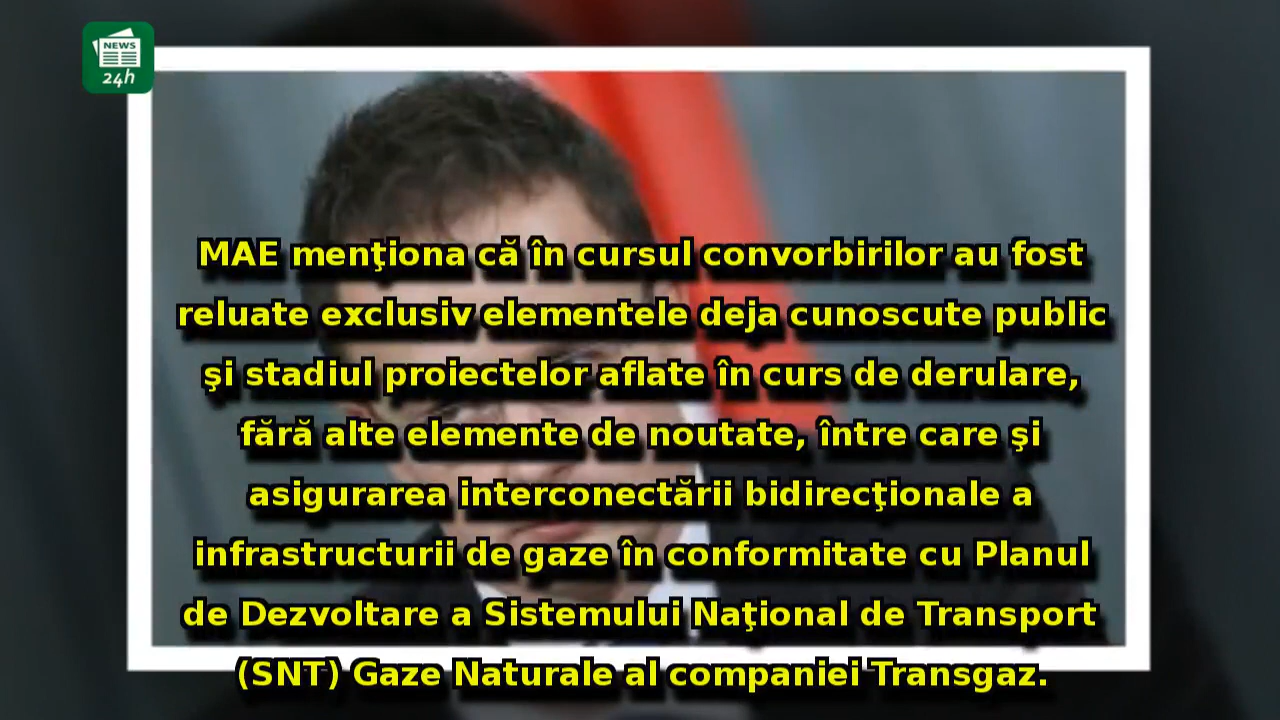 NEWS
24h
MAE menţiona că în cursul convorbirilor au fost
reluate exclusiv elementele deja cunoscute public
şi stadiul proiectelor aflate în curs de derulare,
fără alte elemente de noutate, între care şi
asigurarea interconectării bidirecţionale a
infrastructurii de gaze în conformitate cu Planul
de Dezvoltare a Sistemului Naţional de Transport
(SNT) Gaze Naturale al companiei Transgaz.